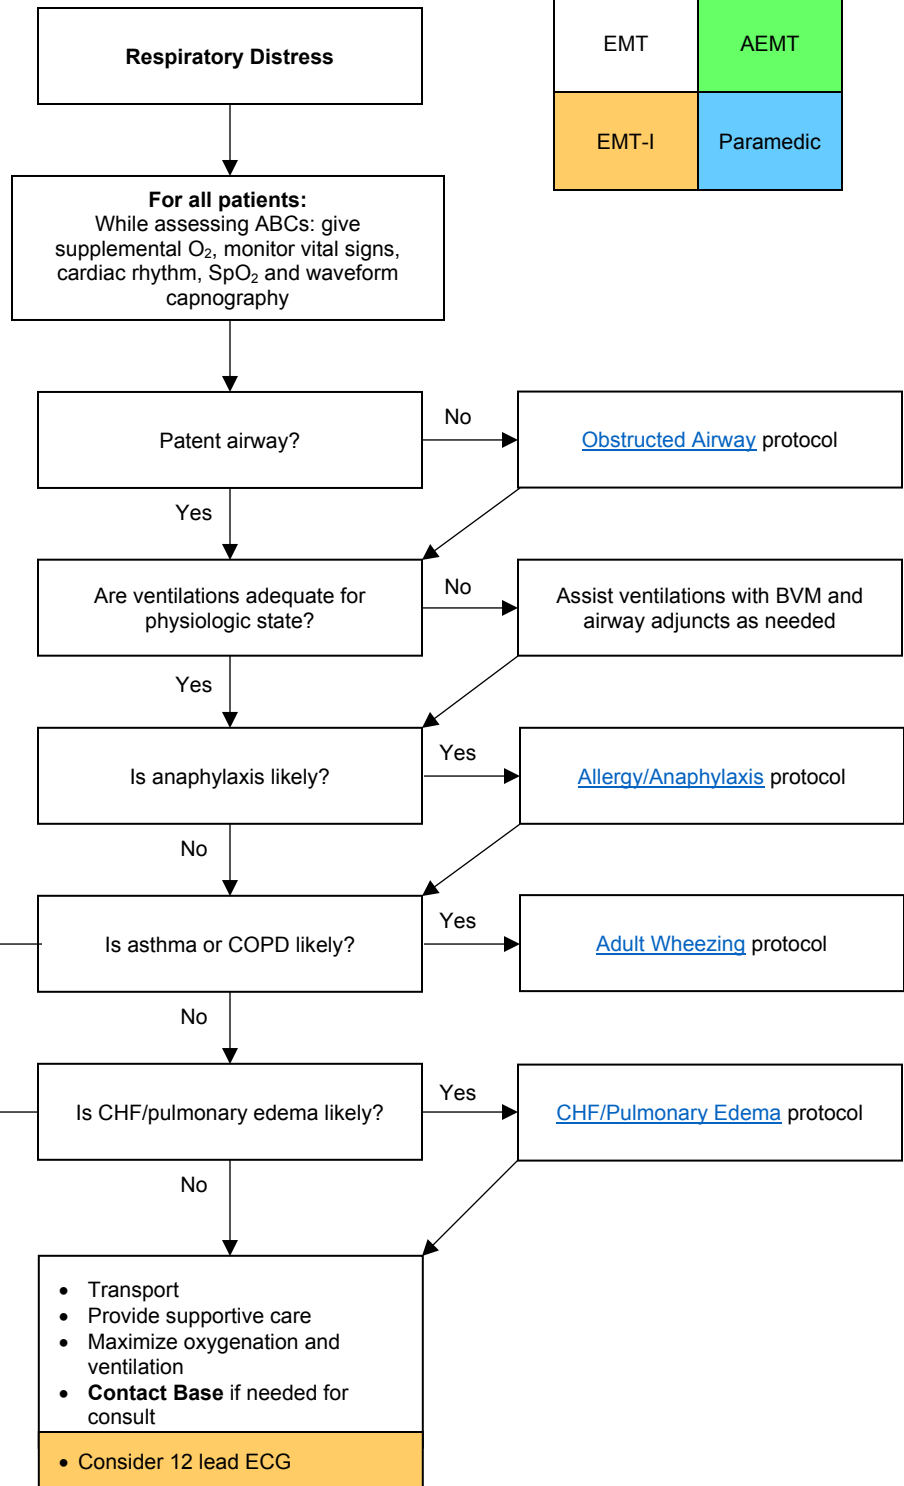 Respiratory Distress
EMT
AEMT
EMT-I
Paramedic
For all patients:
While assessing ABCs: give
supplemental O₂, monitor vital signs,
cardiac rhythm, SpO₂ and waveform
capnography
Patent airway?
No
Obstructed Airway protocol
Yes
Are ventilations adequate for
physiologic state?
No
Assist ventilations with BVM and
airway adjuncts as needed
Yes
Is anaphylaxis likely?
Yes
Allergy/Anaphylaxis protocol
No
Is asthma or COPD likely?
Yes
Adult Wheezing protocol
No
Is CHF/pulmonary edema likely?
Yes
CHF/Pulmonary Edema protocol
No
• Transport
• Provide supportive care
• Maximize oxygenation and
ventilation
• Contact Base if needed for
consult
• Consider 12 lead ECG